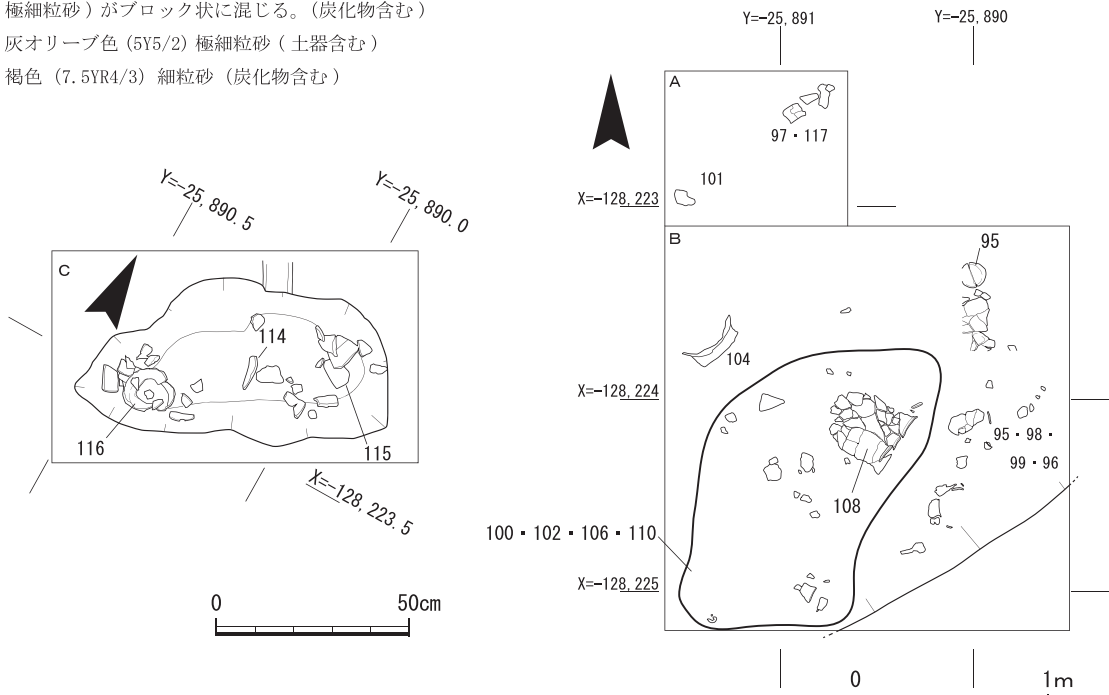 極細粒砂)がブロック状に混じる。(炭化物含む)
灰オリーブ色 (5Y5/2) 極細粒砂 (土器含む)
褐色 (7.5YR4/3) 細粒砂 (炭化物含む)
Y=-25,890.5
Y=-25,890.0
C
114
116
115
X=-128,223.5
0 50cm
Y=-25,891 Y=-25,890
A
97・117
101
X=-128,223
B
95
104
X=-128,224
95・98・
99・96
108
100・102・106・110
X=-128,225
0 1m